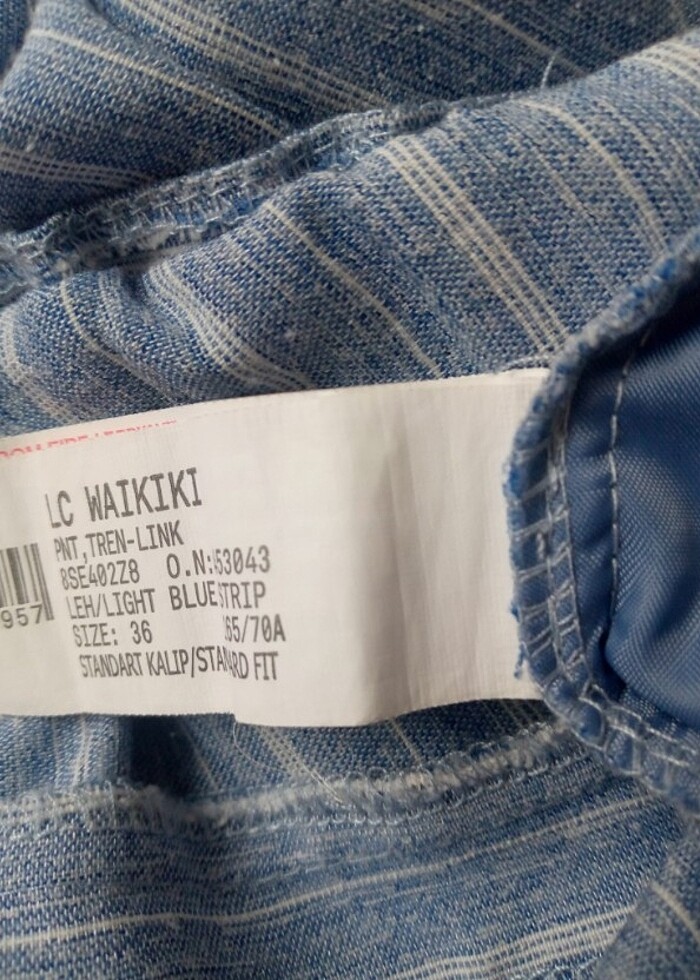 LC WAIKIKI
PNT,TREN-LINK
8SE402Z8 O.N:53043
LEH/LIGHT BLUE STRIP
SIZE: 36 65/70A
STANDART KALIP/STANARD FIT
957